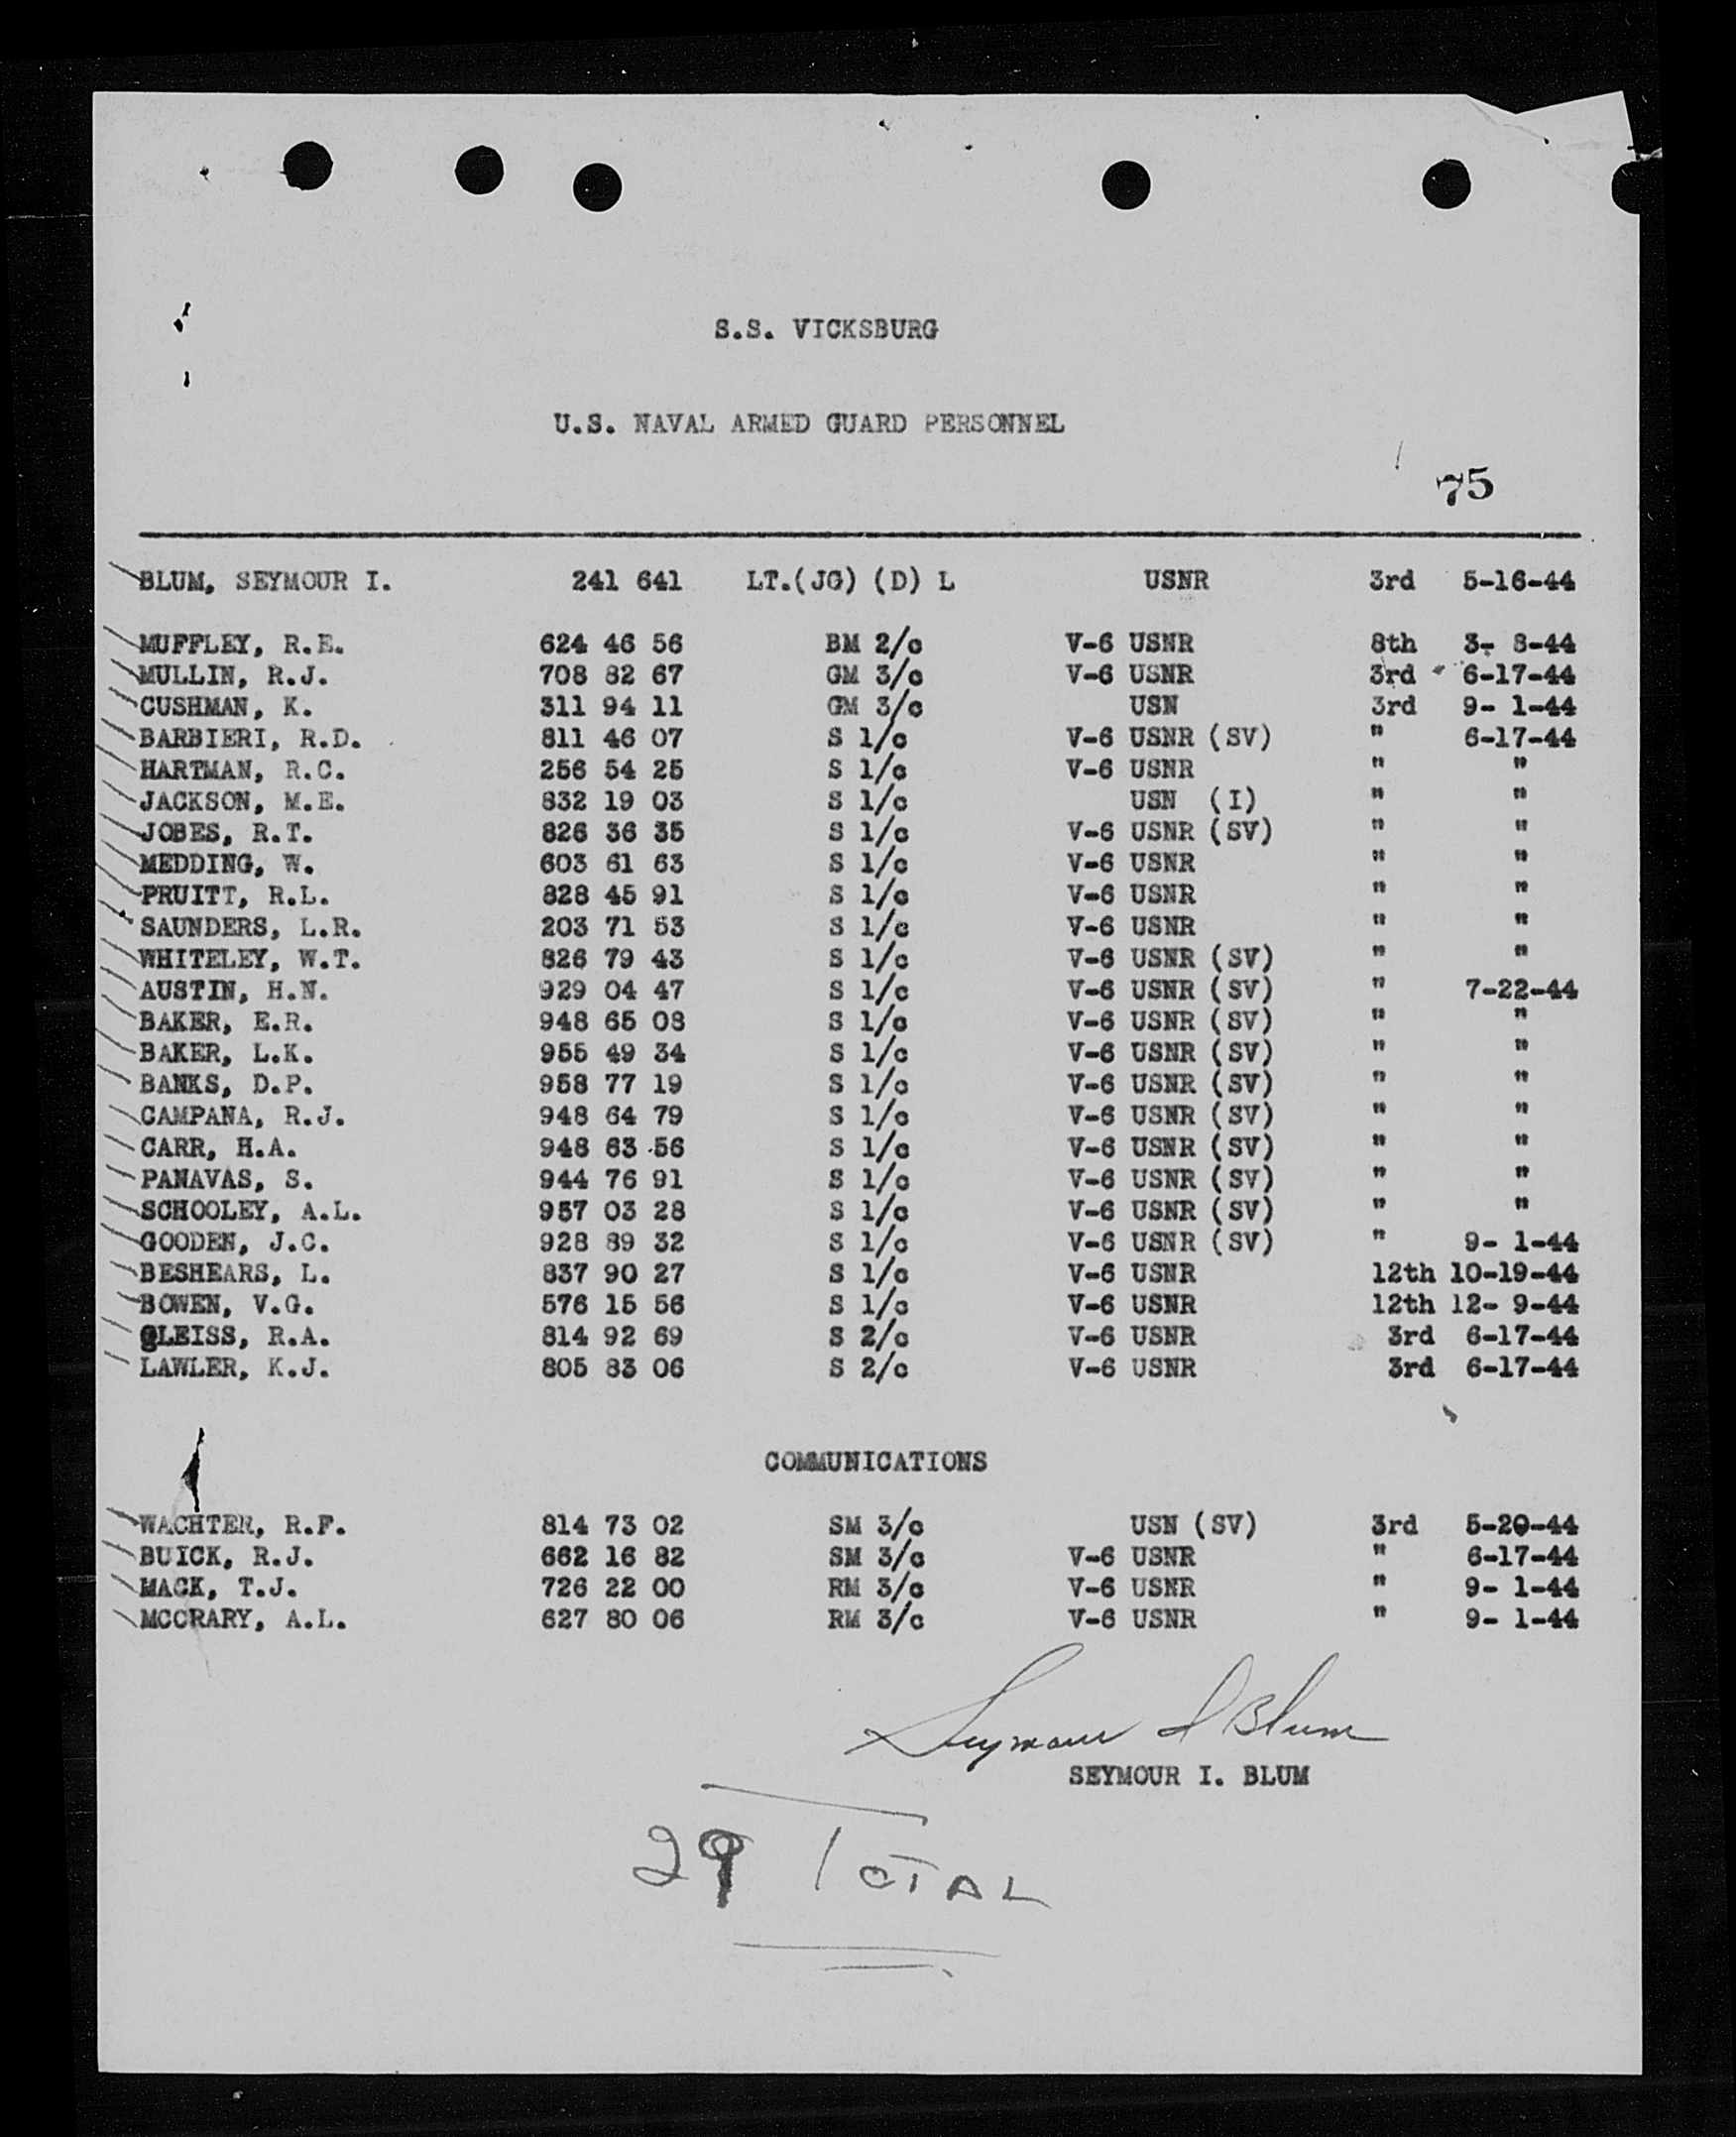 S.S. VICKSBURG
U.S. NAVAL ARMED GUARD PERSONNEL
75
BLUM, SEYMOUR I. 241 641 LT.(JG) (D) L USNR 3rd 5-16-44
MUFFLEY, R.E. 624 46 56 BM 2/c V-6 USNR 8th 3- 8-44
MULLIN, R.J. 708 82 67 GM 3/c V-6 USNR 3rd 6-17-44
CUSHMAN, K. 311 94 11 GM 3/c USN 3rd 9- 1-44
BARBIERI, R.D. 811 46 07 S 1/c V-6 USNR (SV) " 6-17-44
HARTMAN, R.C. 256 54 25 S 1/c V-6 USNR " "
JACKSON, M.E. 832 19 03 S 1/c USN (I) " "
JOBES, R.T. 826 36 35 S 1/c V-6 USNR (SV) " "
MEDDING, W. 603 61 63 S 1/c V-6 USNR " "
PRUITT, R.L. 828 45 91 S 1/c V-6 USNR " "
SAUNDERS, L.R. 203 71 53 S 1/c V-6 USNR " "
WHITELEY, W.T. 826 79 43 S 1/c V-6 USNR (SV) " "
AUSTIN, H.N. 929 04 47 S 1/c V-6 USNR (SV) " 7-22-44
BAKER, E.R. 948 65 08 S 1/c V-6 USNR (SV) " "
BAKER, L.K. 955 49 34 S 1/c V-6 USNR (SV) " "
BANKS, D.P. 958 77 19 S 1/c V-6 USNR (SV) " "
CAMPANA, R.J. 948 64 79 S 1/c V-6 USNR (SV) " "
CARR, H.A. 948 63 56 S 1/c V-6 USNR (SV) " "
PANAVAS, S. 944 76 91 S 1/c V-6 USNR (SV) " "
SCHOOLEY, A.L. 957 03 28 S 1/c V-6 USNR (SV) " "
GOODEN, J.C. 928 89 32 S 1/c V-6 USNR (SV) " 9- 1-44
BESHEARS, L. 837 90 27 S 1/c V-6 USNR 12th 10-19-44
BOWEN, V.G. 576 15 56 S 1/c V-6 USNR 12th 12- 9-44
GLEISS, R.A. 814 92 69 S 2/c V-6 USNR 3rd 6-17-44
LAWLER, K.J. 805 83 06 S 2/c V-6 USNR 3rd 6-17-44
COMMUNICATIONS
WACHTER, R.F. 814 73 02 SM 3/c USN (SV) 3rd 5-20-44
BUICK, R.J. 662 16 82 SM 3/c V-6 USNR " 6-17-44
MACK, T.J. 726 22 00 RM 3/c V-6 USNR " 9- 1-44
MCCRARY, A.L. 627 80 06 RM 3/c V-6 USNR " 9- 1-44
Seymour I Blum
SEYMOUR I. BLUM
29 TOTAL